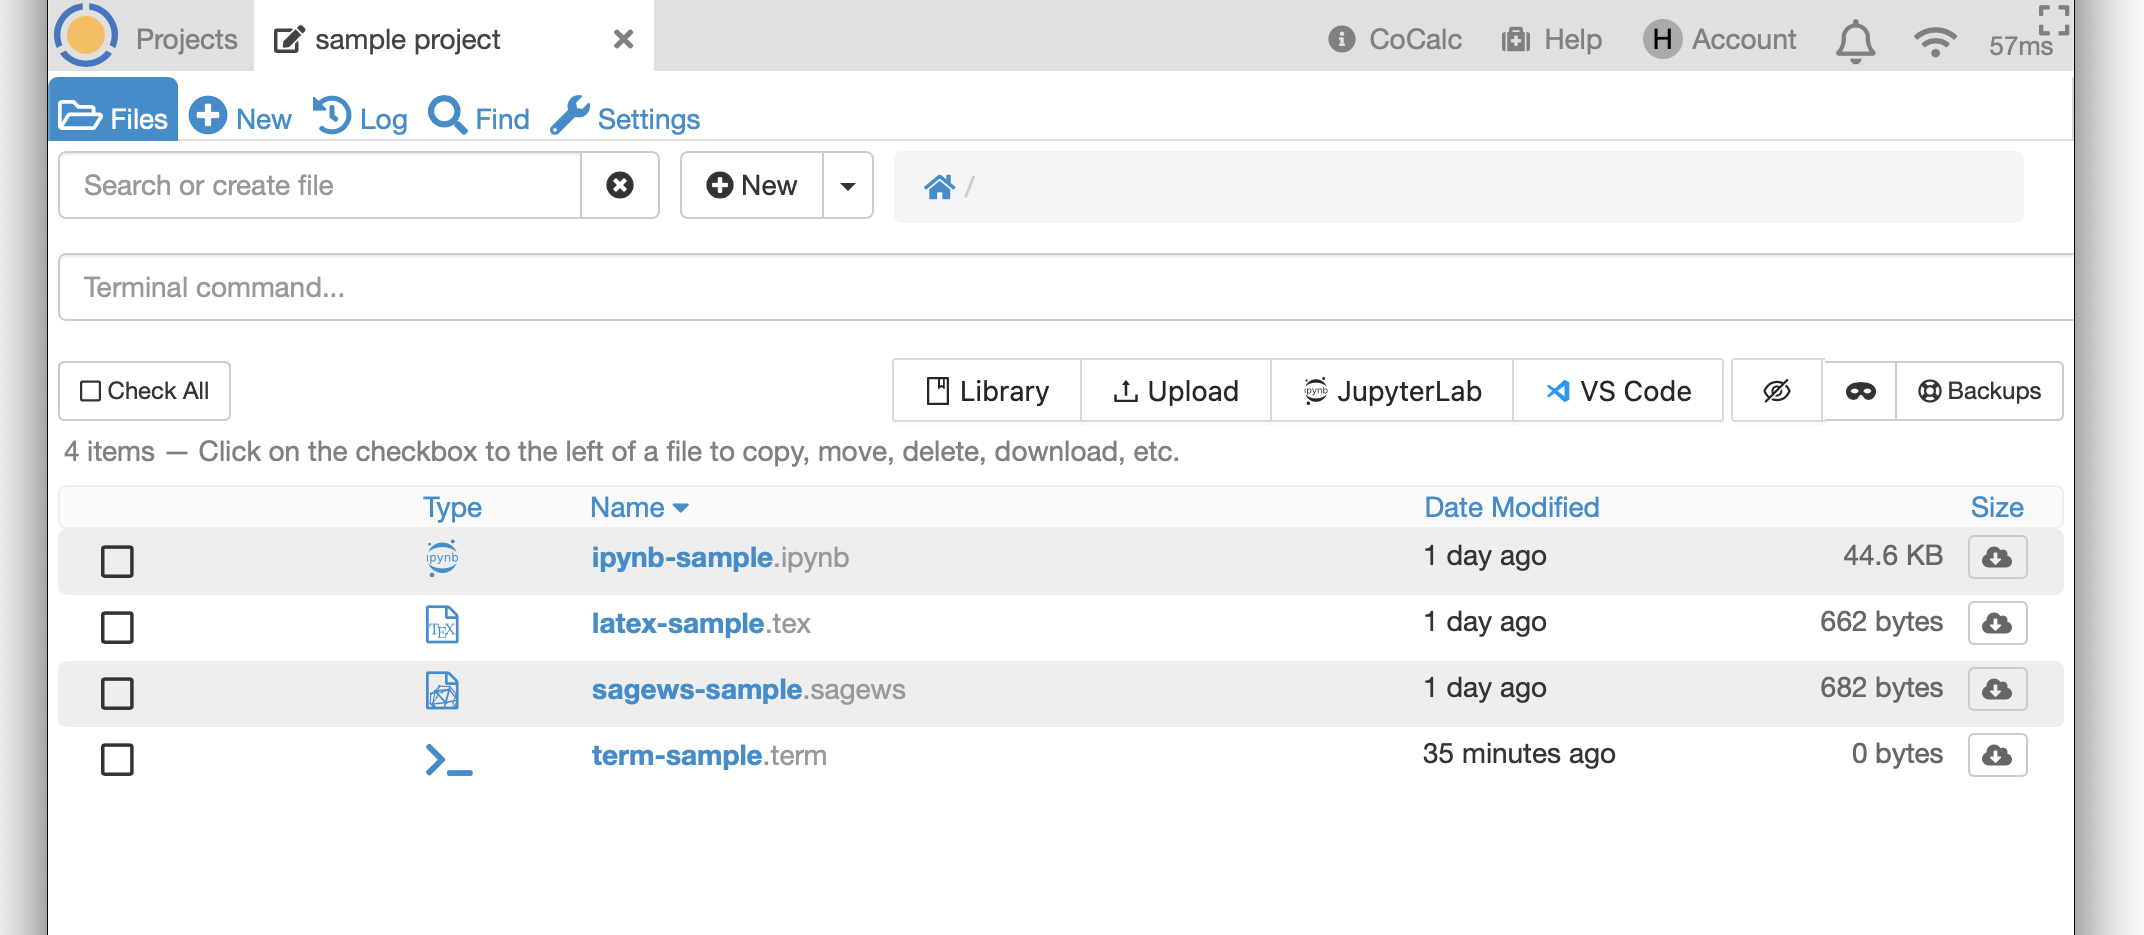 Projects sample project CoCalc Help H Account 57ms
Files New Log Find Settings
Search or create file New /
Terminal command...
Check All Library Upload JupyterLab VS Code Backups
4 items — Click on the checkbox to the left of a file to copy, move, delete, download, etc.
Type Name Date Modified Size
ipynb ipynb-sample.ipynb 1 day ago 44.6 KB
TEX latex-sample.tex 1 day ago 662 bytes
sagews-sample.sagews 1 day ago 682 bytes
term-sample.term 35 minutes ago 0 bytes